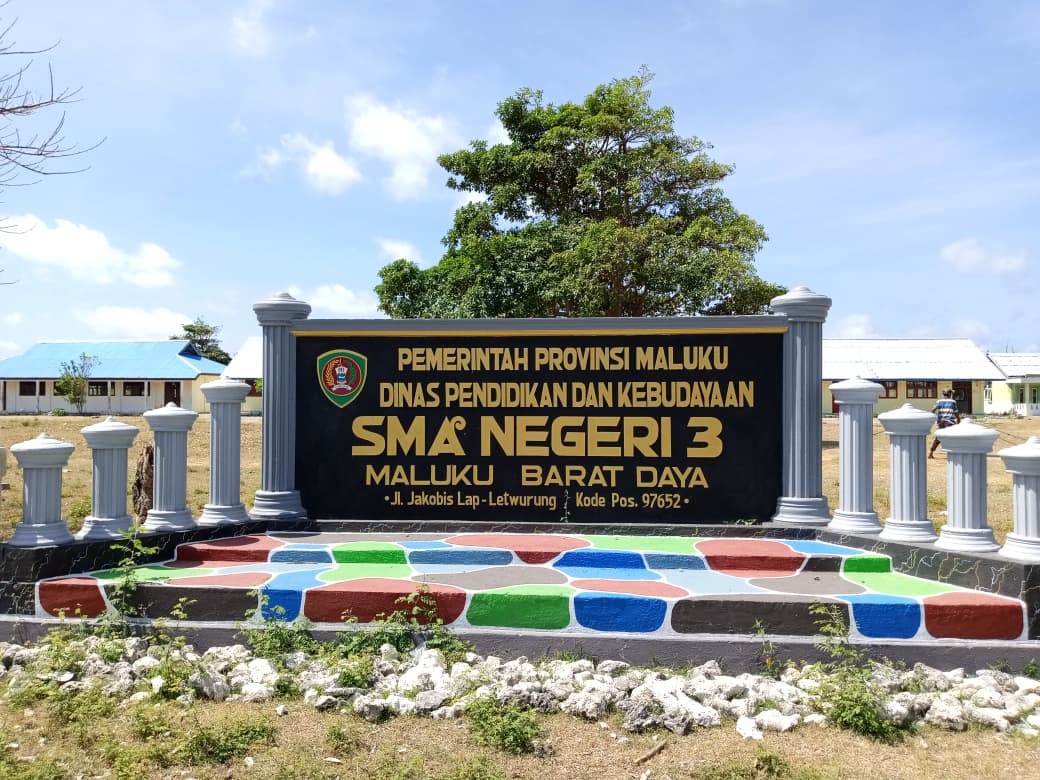 PEMERINTAH PROVINSI MALUKU
DINAS PENDIDIKAN DAN KEBUDAYAAN
SMA NEGERI 3
MALUKU BARAT DAYA
• Jl. Jakobis Lap - Letwurung Kode Pos. 97652 •